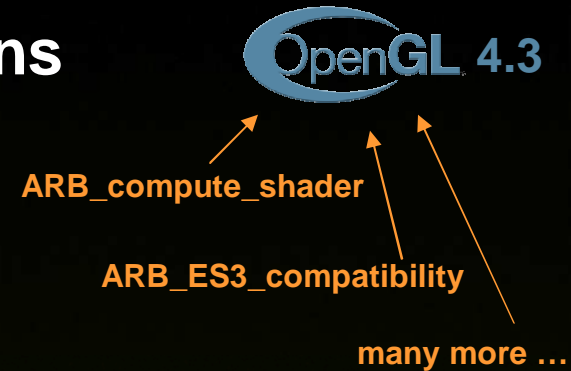 ns
OpenGL 4.3
ARB_compute_shader
ARB_ES3_compatibility
many more …